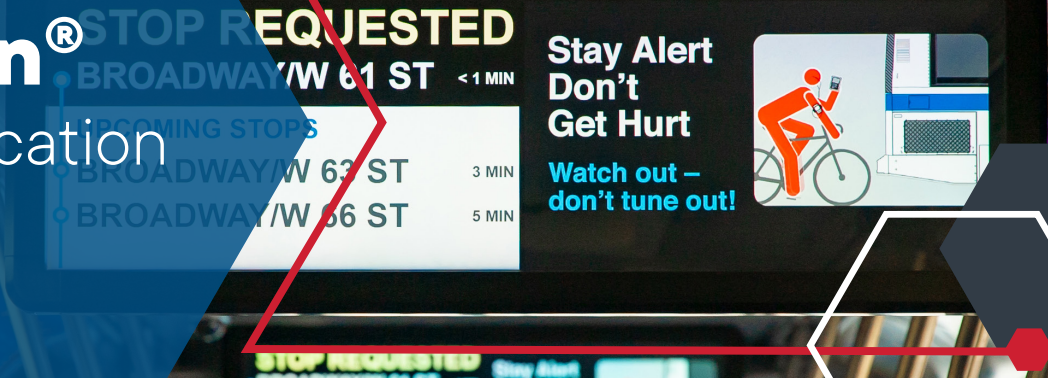 n®
cation
STOP REQUESTED
BROADWAY/W 61 ST < 1 MIN
UPCOMING STOPS
BROADWAY/W 63 ST 3 MIN
BROADWAY/W 66 ST 5 MIN
Stay Alert
Don't
Get Hurt
Watch out –
don't tune out!
STOP REQUESTED
Stay Alert